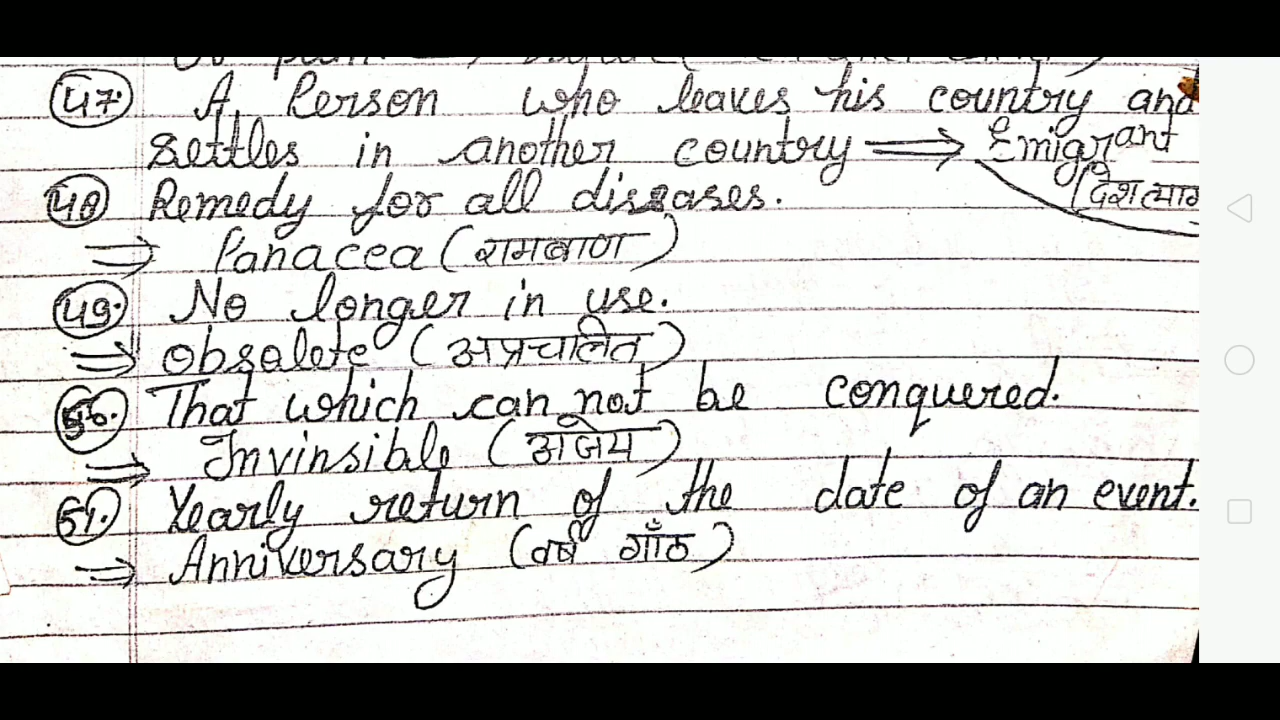 47. A Person who leaves his country and
settles in another country ⟹ Emigrant
48 Remedy for all diseases. (देश त्याग
⟹ Panacea (रामबाण)
49. No longer in use.
⟹ Obsalete (अप्रचलित)
50. That which can not be conquered.
⟹ Invinsible (अजेय)
51. Yearly return of the date of an event.
⟹ Anniversary (वर्ष गाँठ)